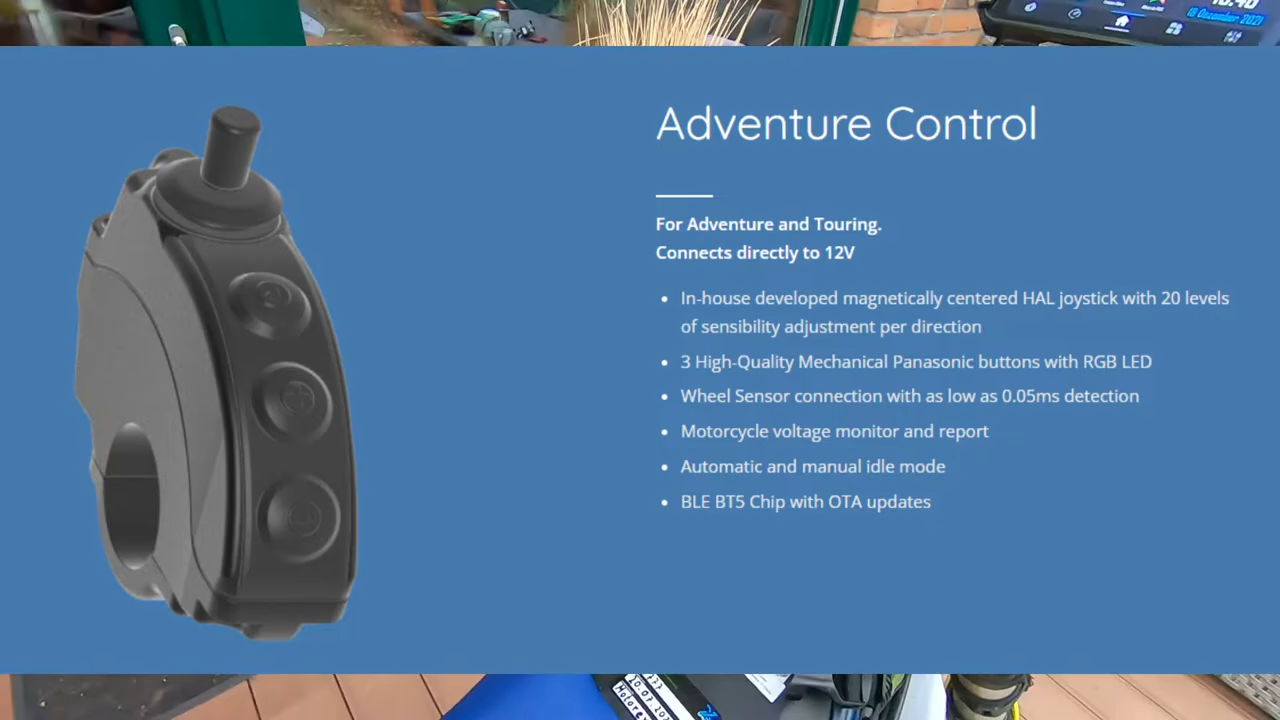 18 December 2021
Adventure Control
For Adventure and Touring.
Connects directly to 12V
In-house developed magnetically centered HAL joystick with 20 levels
of sensibility adjustment per direction
3 High-Quality Mechanical Panasonic buttons with RGB LED
Wheel Sensor connection with as low as 0.05ms detection
Motorcycle voltage monitor and report
Automatic and manual idle mode
BLE BT5 Chip with OTA updates